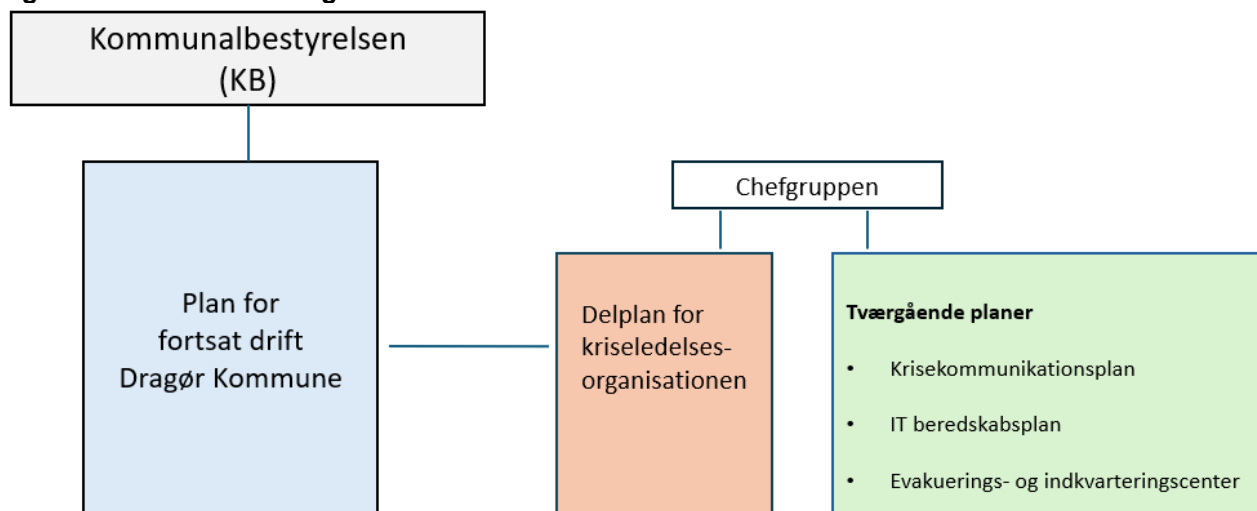 Kommunalbestyrelsen
(KB)
Chefgruppen
Plan for
fortsat drift
Dragør Kommune
Delplan for
kriseledelses-
organisationen
Tværgående planer
• Krisekommunikationsplan
• IT beredskabsplan
• Evakuerings- og indkvarteringscenter